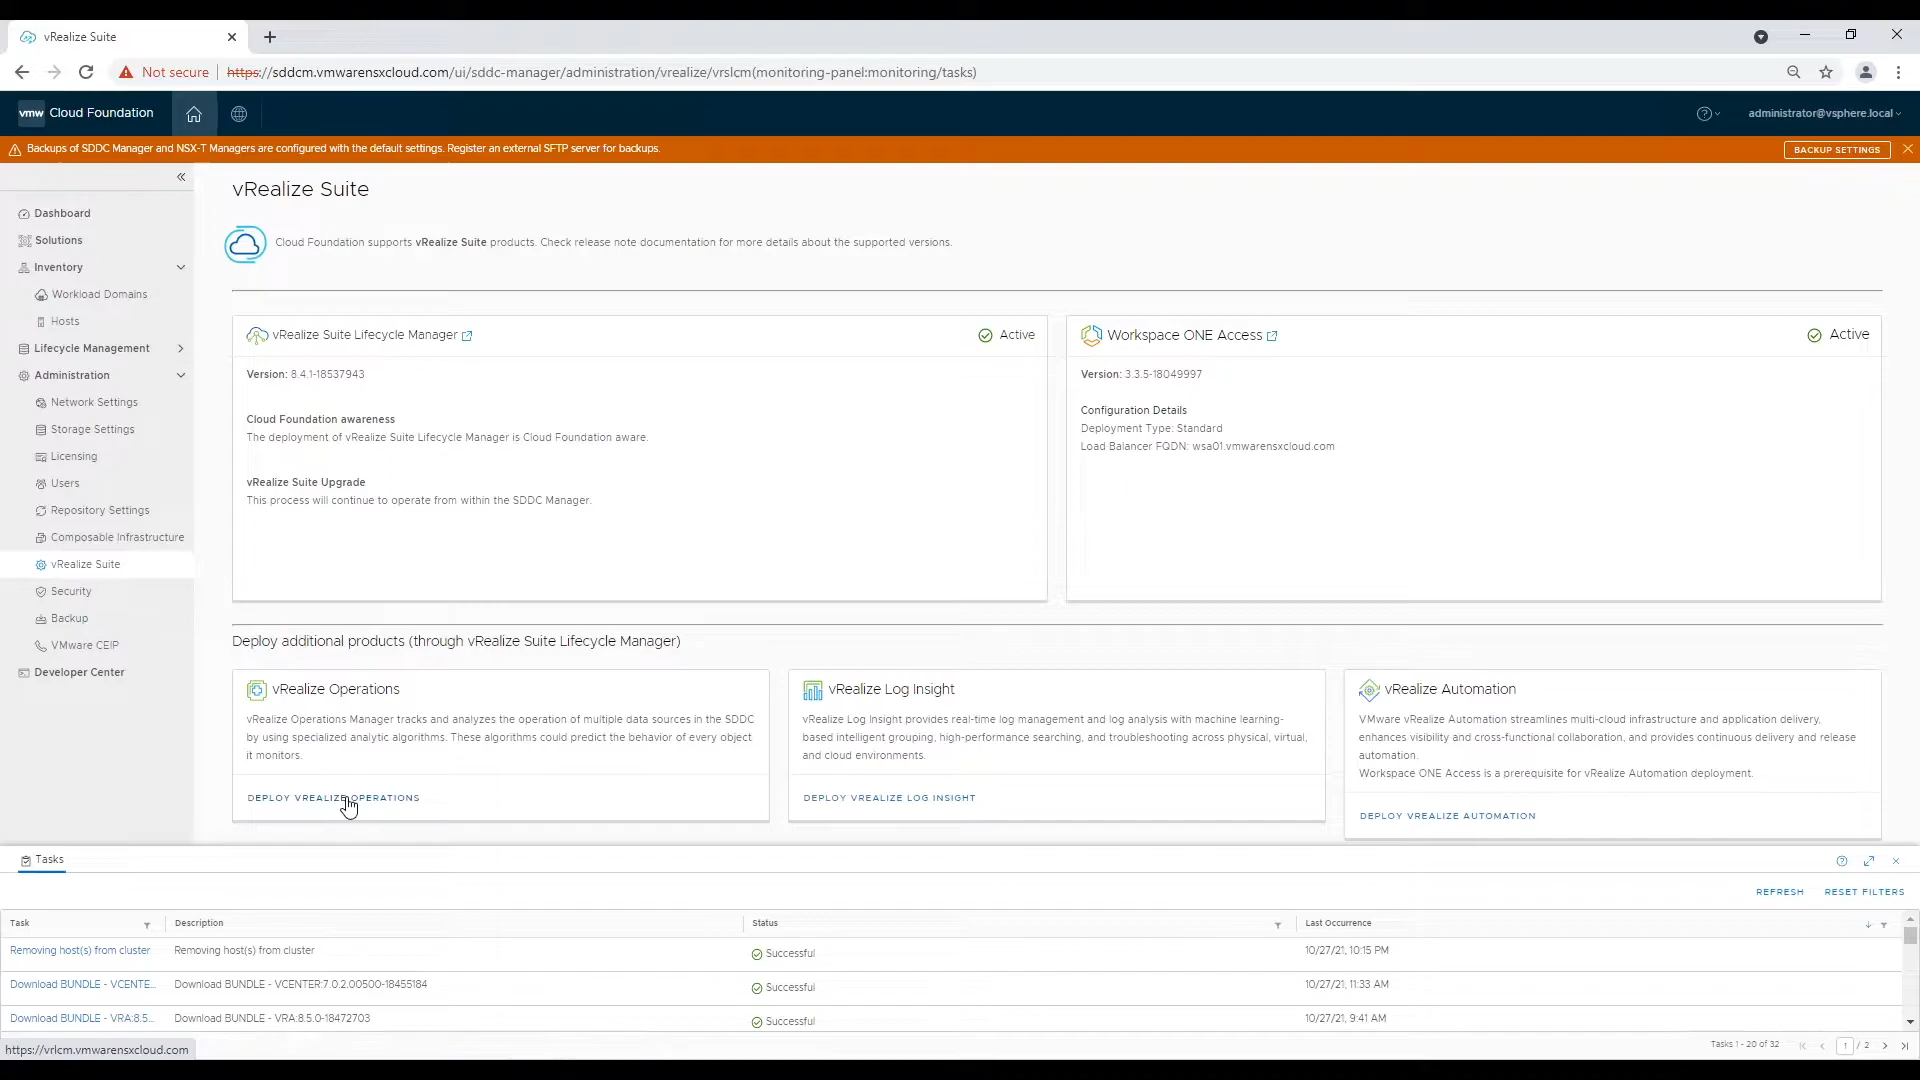 vRealize Suite
Not secure
https://sddcm.vmwarensxcloud.com/ui/sddc-manager/administration/vrealize/vrslcm(monitoring-panel:monitoring/tasks)
vmw Cloud Foundation
administrator@vsphere.local
Backups of SDDC Manager and NSX-T Managers are configured with the default settings. Register an external SFTP server for backups.
BACKUP SETTINGS
Dashboard
Solutions
Inventory
Workload Domains
Hosts
Lifecycle Management
Administration
Network Settings
Storage Settings
Licensing
Users
Repository Settings
Composable Infrastructure
vRealize Suite
Security
Backup
VMware CEIP
Developer Center
vRealize Suite
Cloud Foundation supports vRealize Suite products. Check release note documentation for more details about the supported versions.
vRealize Suite Lifecycle Manager
Active
Version: 8.4.1-18537943
Cloud Foundation awareness
The deployment of vRealize Suite Lifecycle Manager is Cloud Foundation aware.
vRealize Suite Upgrade
This process will continue to operate from within the SDDC Manager.
Workspace ONE Access
Active
Version: 3.3.5-18049997
Configuration Details
Deployment Type: Standard
Load Balancer FQDN: wsa01.vmwarensxcloud.com
Deploy additional products (through vRealize Suite Lifecycle Manager)
vRealize Operations
vRealize Operations Manager tracks and analyzes the operation of multiple data sources in the SDDC
by using specialized analytic algorithms. These algorithms could predict the behavior of every object
it monitors.
DEPLOY VREALIZE OPERATIONS
vRealize Log Insight
vRealize Log Insight provides real-time log management and log analysis with machine learning-
based intelligent grouping, high-performance searching, and troubleshooting across physical, virtual,
and cloud environments.
DEPLOY VREALIZE LOG INSIGHT
vRealize Automation
VMware vRealize Automation streamlines multi-cloud infrastructure and application delivery,
enhances visibility and cross-functional collaboration, and provides continuous delivery and release
automation.
Workspace ONE Access is a prerequisite for vRealize Automation deployment.
DEPLOY VREALIZE AUTOMATION
Tasks
REFRESH RESET FILTERS
Task Description Status Last Occurrence
Removing host(s) from cluster Removing host(s) from cluster Successful 10/27/21, 10:15 PM
Download BUNDLE - VCENTE... Download BUNDLE - VCENTER:7.0.2.00500-18455184 Successful 10/27/21, 11:33 AM
Download BUNDLE - VRA:8.5... Download BUNDLE - VRA:8.5.0-18472703 Successful 10/27/21, 9:41 AM
https://vrlcm.vmwarensxcloud.com
Tasks 1 - 20 of 32
1 / 2